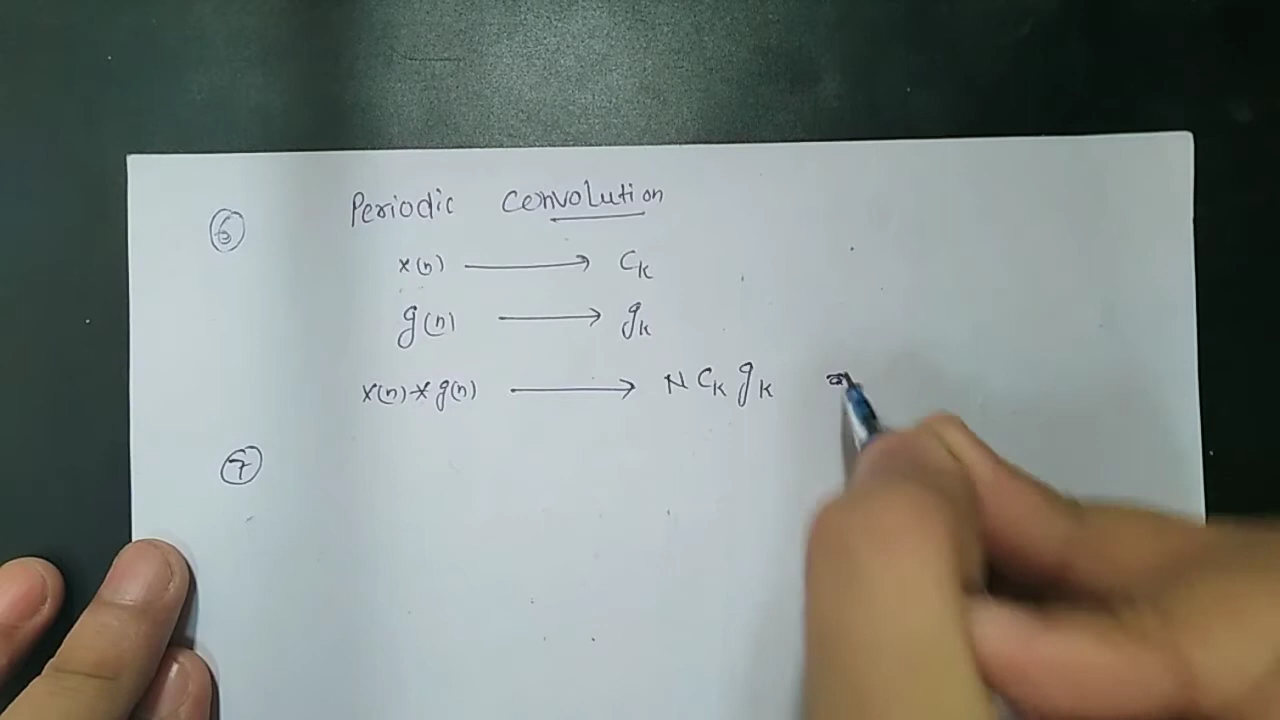 ⑥ Periodic Convolution
x(n) ⟶ Cₖ
g(n) ⟶ gₖ
x(n) * g(n) ⟶ N Cₖ gₖ
⑦